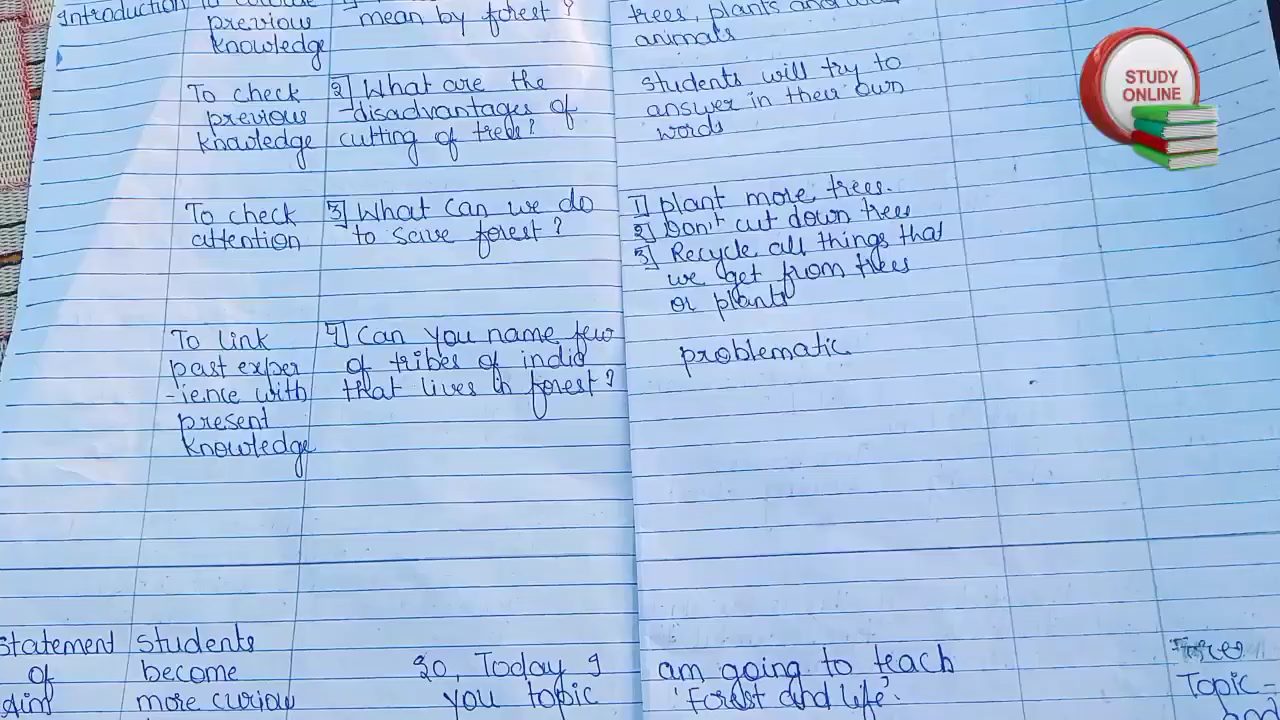 Introduction
previous
knowledge
mean by forest ?
trees, plants and
animals
To check
previous
knowledge
2] What are the
-disadvantages of
cutting of trees?
students will try to
answer in their own
words
To check
attention
3] What can we do
to save forest ?
1] plant more trees.
2] Don't cut down trees
3] Recycle all things that
we get from trees
or plants
To link
past exper
-ience with
present
knowledge
4] Can you name few
of tribes of india
that lives in forest ?
problematic
Statement
of
Aim
students
become
more curious
So, Today I am going to teach
you topic 'Forest and life'.
Topic -
and
STUDY
ONLINE